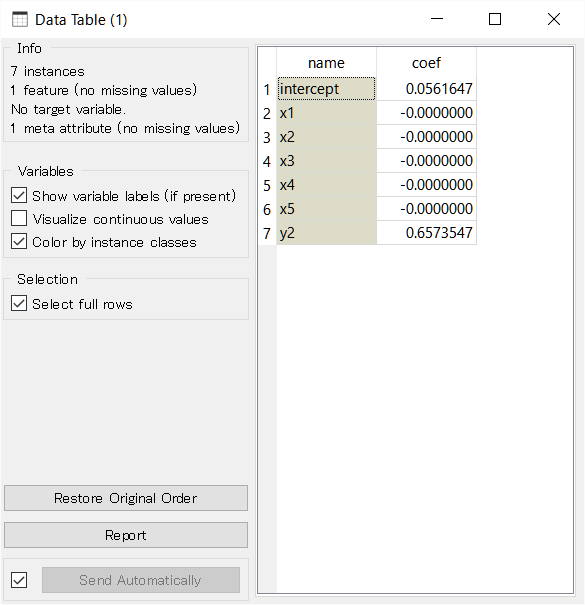 Data Table (1)
Info
7 instances
1 feature (no missing values)
No target variable.
1 meta attribute (no missing values)
Variables
Show variable labels (if present)
Visualize continuous values
Color by instance classes
Selection
Select full rows
Restore Original Order
Report
Send Automatically
name coef
1 intercept 0.0561647
2 x1 -0.0000000
3 x2 -0.0000000
4 x3 -0.0000000
5 x4 -0.0000000
6 x5 -0.0000000
7 y2 0.6573547